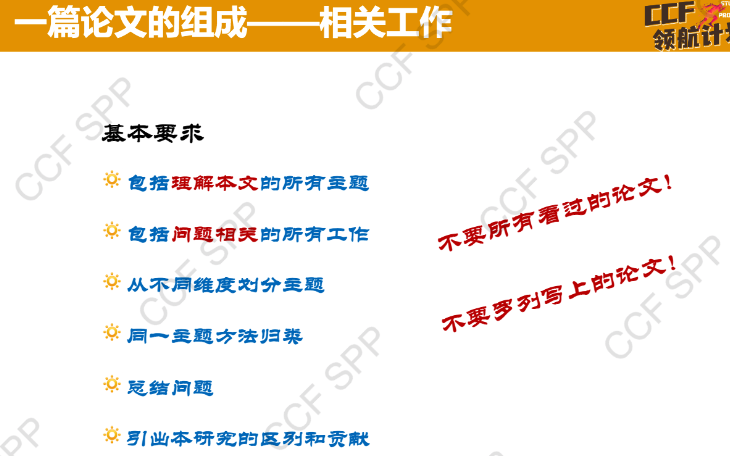 一篇论文的组成——相关工作
CCF
领航计划
基本要求
包括理解本文的所有主题
包括问题相关的所有工作
从不同维度划分主题
同一主题方法归类
总结问题
引出本研究的区别和贡献
不要所有看过的论文！
不要罗列写上的论文！
CCF SPP
CCF SPP
CCF SPP
CCF SPP
CCF SPP
CCF SPP
SPP